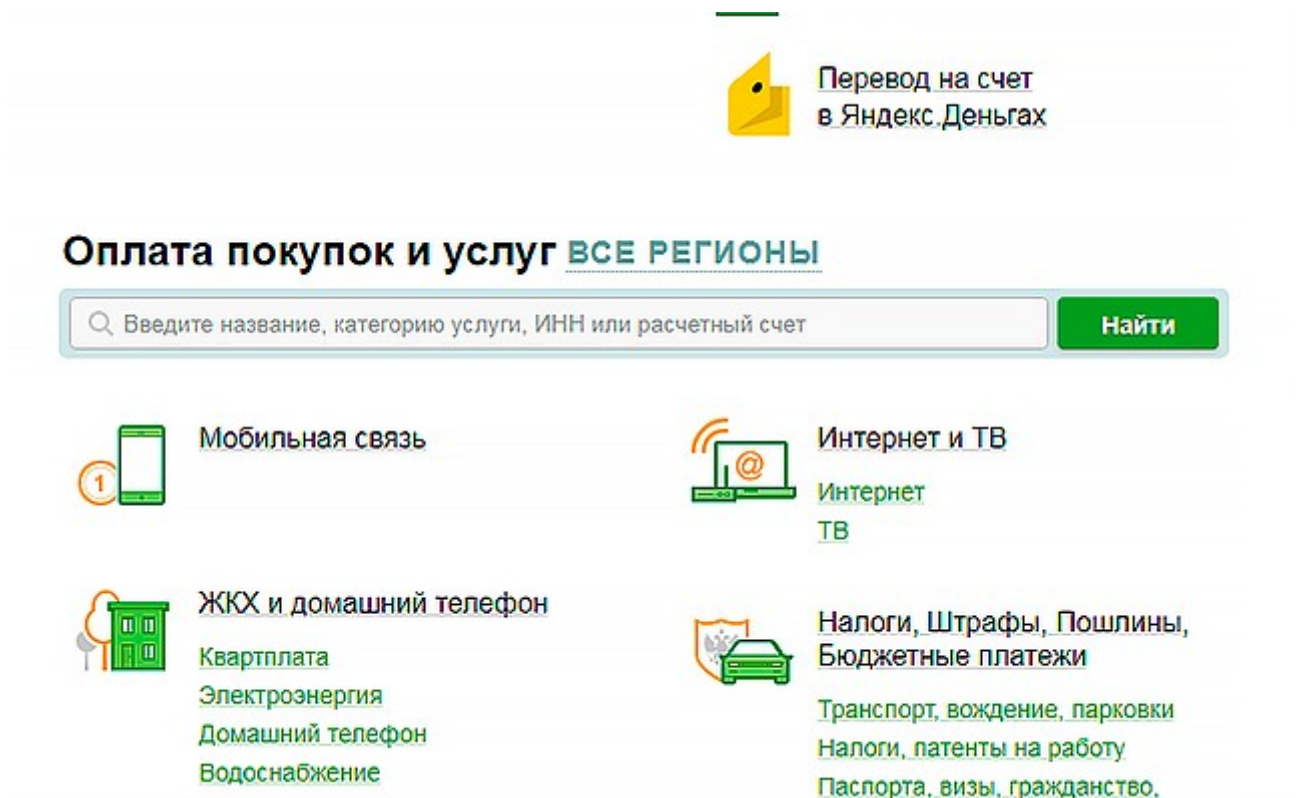 Перевод на счет
в Яндекс.Деньгах
Оплата покупок и услуг ВСЕ РЕГИОНЫ
Введите название, категорию услуги, ИНН или расчетный счет
Найти
Мобильная связь
1
Интернет и ТВ
@
Интернет
ТВ
ЖКХ и домашний телефон
Квартплата
Электроэнергия
Домашний телефон
Водоснабжение
Налоги, Штрафы, Пошлины,
Бюджетные платежи
Транспорт, вождение, парковки
Налоги, патенты на работу
Паспорта, визы, гражданство,